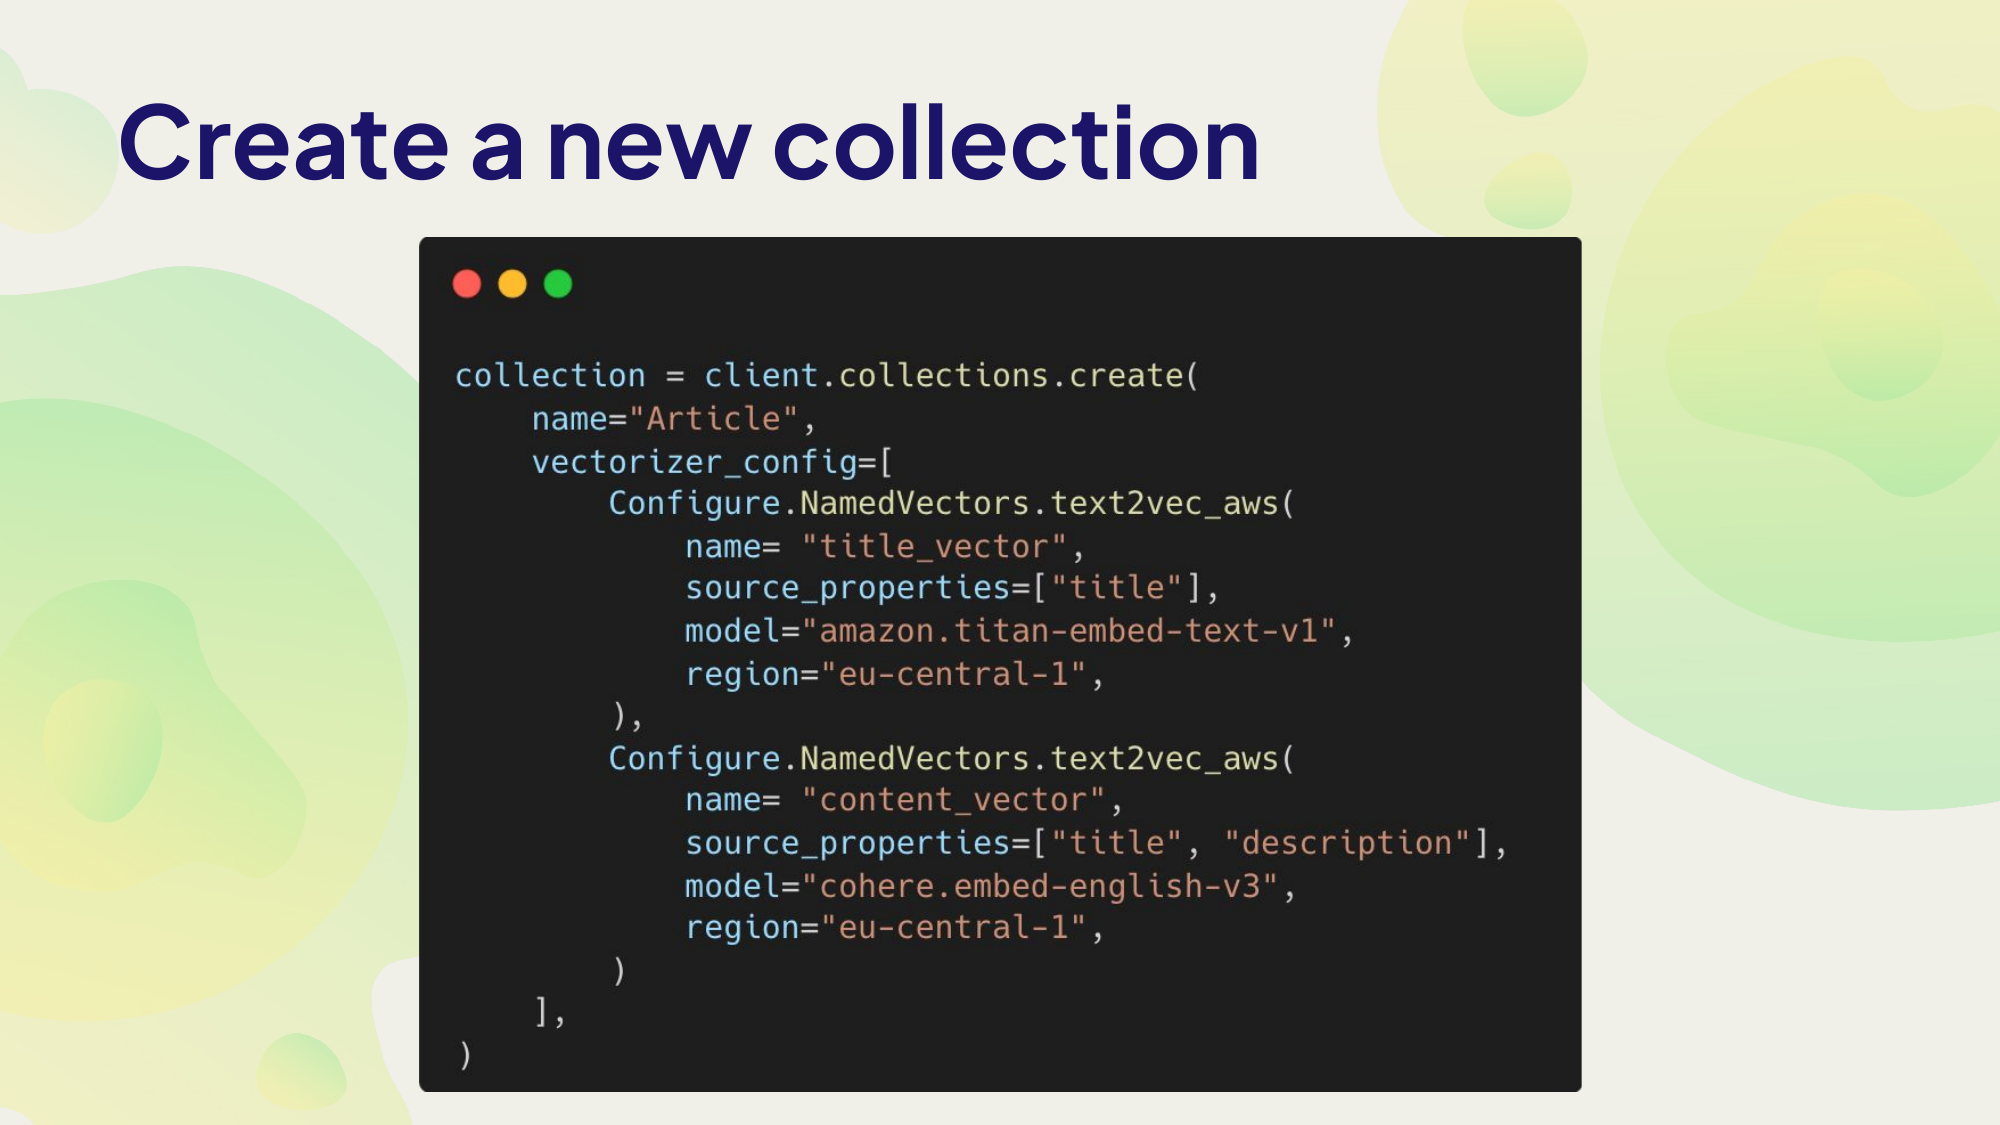 Create a new collection
collection = client.collections.create(
    name="Article",
    vectorizer_config=[
        Configure.NamedVectors.text2vec_aws(
            name= "title_vector",
            source_properties=["title"],
            model="amazon.titan-embed-text-v1",
            region="eu-central-1",
        ),
        Configure.NamedVectors.text2vec_aws(
            name= "content_vector",
            source_properties=["title", "description"],
            model="cohere.embed-english-v3",
            region="eu-central-1",
        )
    ],
)